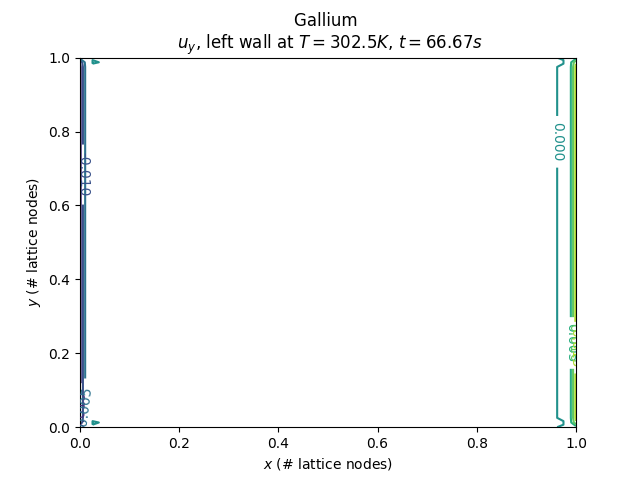 Gallium
u_y, left wall at T = 302.5K, t = 66.67s
1.0
0.8
0.6
0.4
0.2
0.0
y (# lattice nodes)
0.000
0.0 0.2 0.4 0.6 0.8 1.0
x (# lattice nodes)